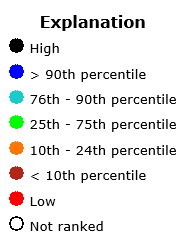 Explanation
High
> 90th percentile
76th - 90th percentile
25th - 75th percentile
10th - 24th percentile
< 10th percentile
Low
Not ranked